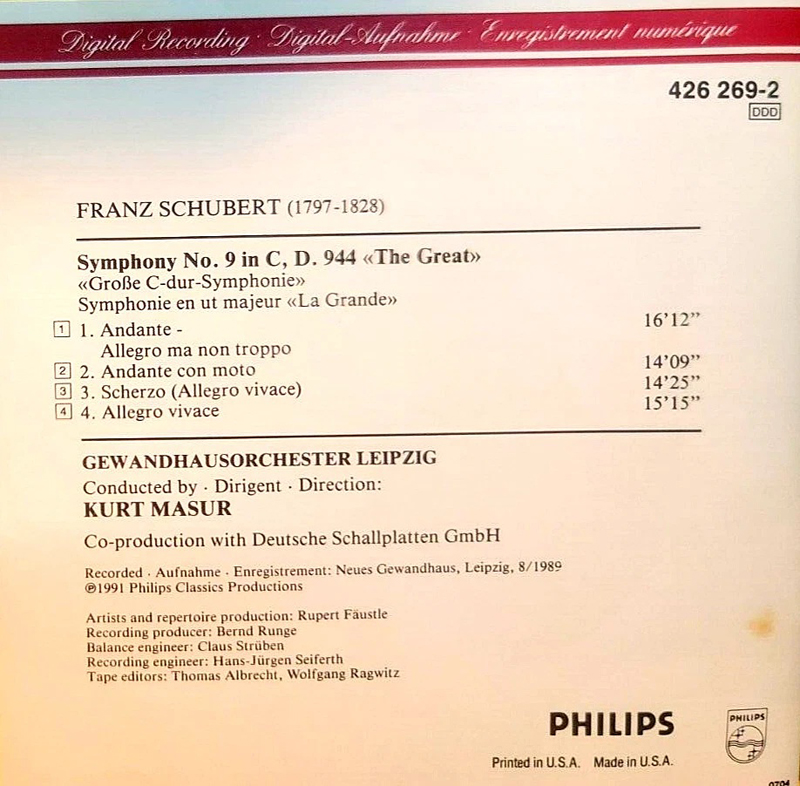 Digital Recording · Digital-Aufnahme · Enregistrement numérique
426 269-2
DDD
FRANZ SCHUBERT (1797-1828)
Symphony No. 9 in C, D. 944 «The Great»
«Große C-dur-Symphonie»
Symphonie en ut majeur «La Grande»
1 1. Andante - 16’12”
Allegro ma non troppo
2 2. Andante con moto 14’09”
3 3. Scherzo (Allegro vivace) 14’25”
4 4. Allegro vivace 15’15”
GEWANDHAUSORCHESTER LEIPZIG
Conducted by · Dirigent · Direction:
KURT MASUR
Co-production with Deutsche Schallplatten GmbH
Recorded · Aufnahme · Enregistrement: Neues Gewandhaus, Leipzig, 8/1989
℗1991 Philips Classics Productions
Artists and repertoire production: Rupert Fäustle
Recording producer: Bernd Runge
Balance engineer: Claus Strüben
Recording engineer: Hans-Jürgen Seiferth
Tape editors: Thomas Albrecht, Wolfgang Ragwitz
PHILIPS
PHILIPS
Printed in U.S.A. Made in U.S.A.
0704